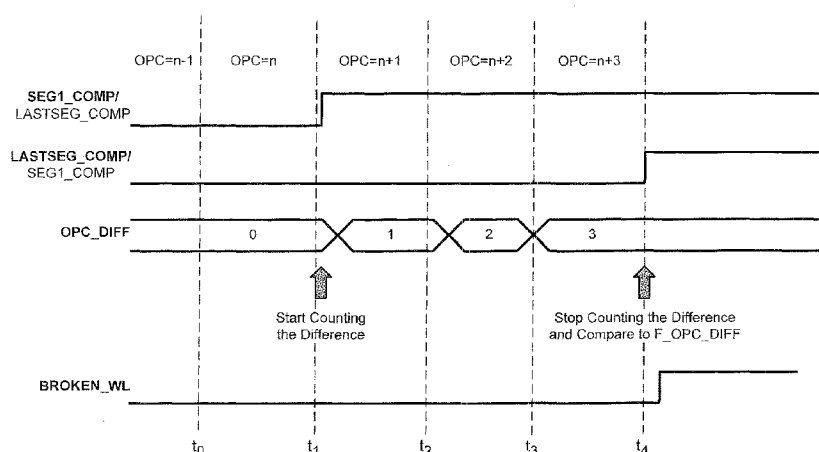 OPC=n-1 OPC=n OPC=n+1 OPC=n+2 OPC=n+3
SEG1_COMP/
LASTSEG_COMP
LASTSEG_COMP/
SEG1_COMP
OPC_DIFF 0 1 2 3
Start Counting
the Difference
Stop Counting the Difference
and Compare to F_OPC_DIFF
BROKEN_WL
t0 t1 t2 t3 t4